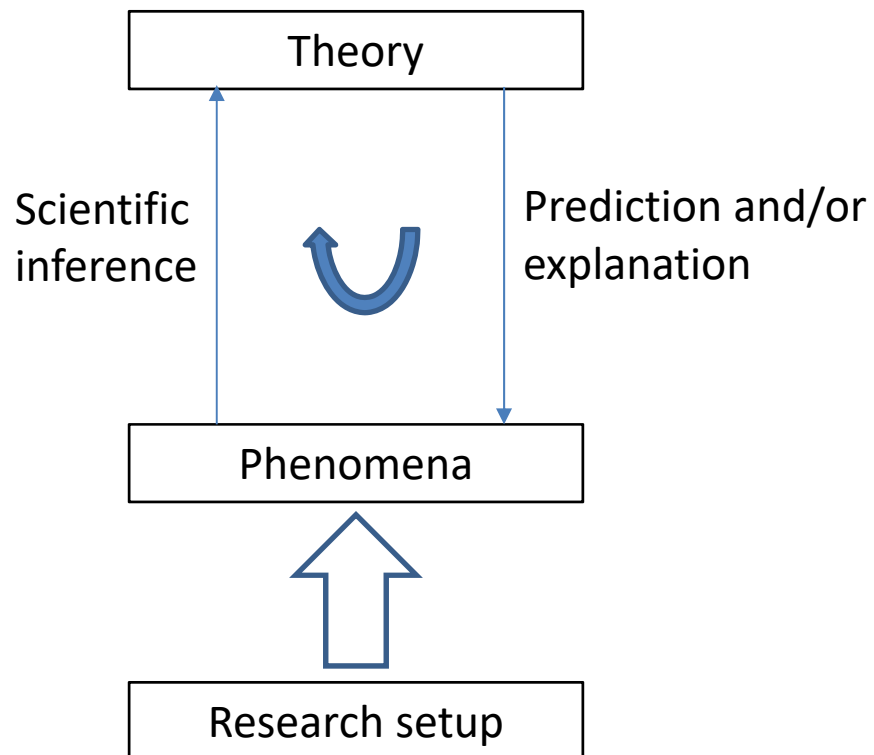 Theory
Scientific
inference
Prediction and/or
explanation
Phenomena
Research setup